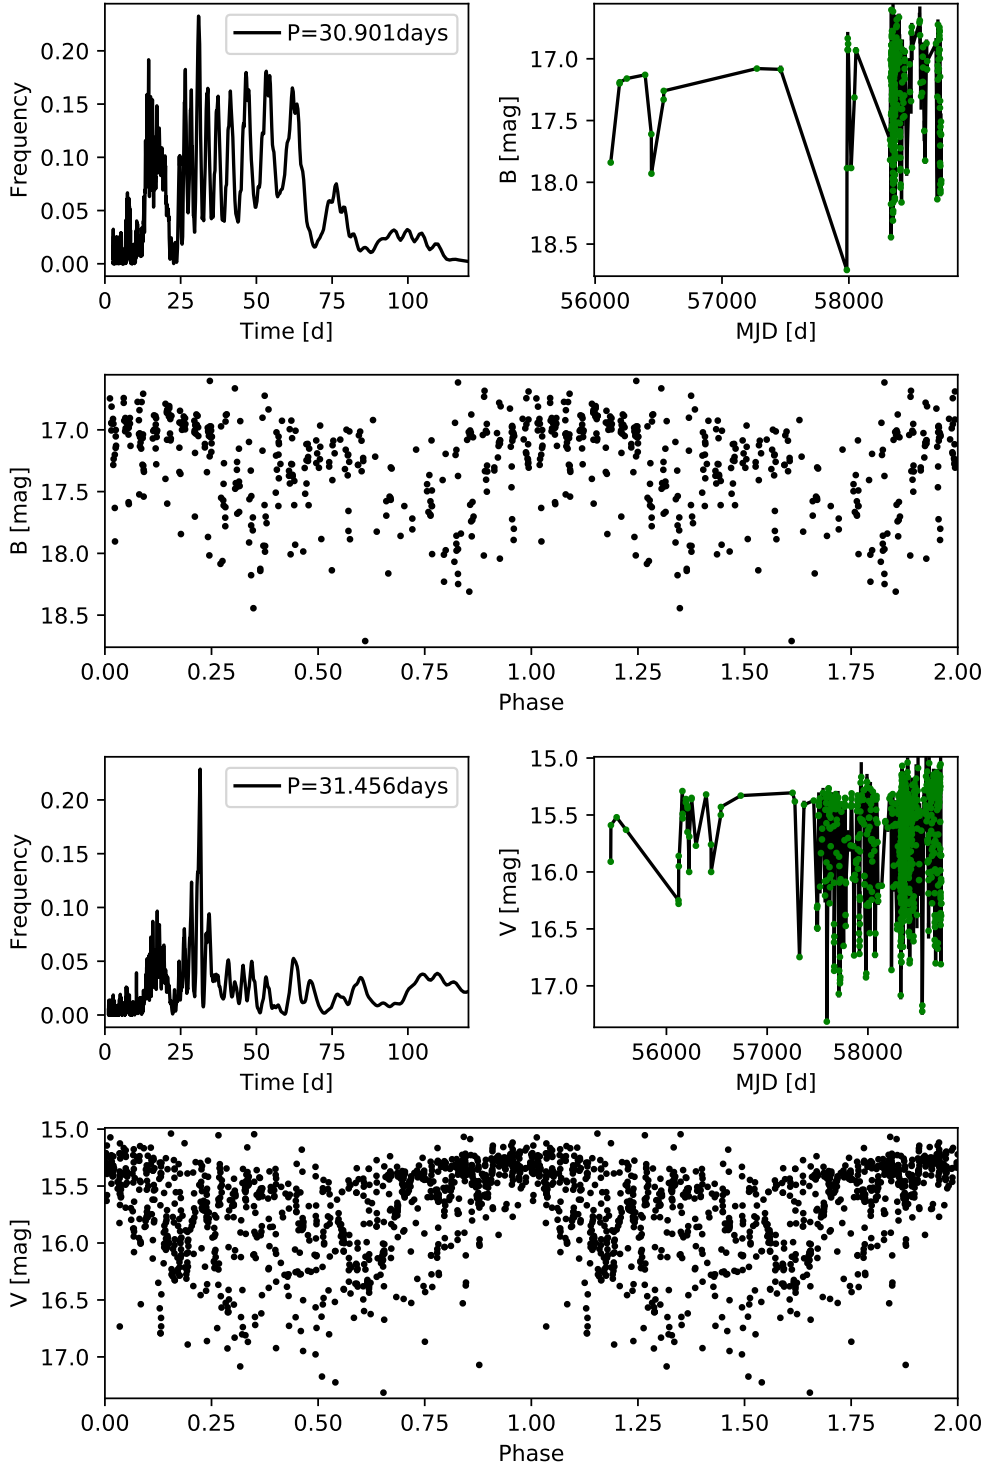 0.20
0.15
0.10
0.05
0.00
Frequency
P=30.901days
0 25 50 75 100
Time [d]
17.0
17.5
18.0
18.5
B [mag]
56000 57000 58000
MJD [d]
17.0
17.5
18.0
18.5
B [mag]
0.00 0.25 0.50 0.75 1.00 1.25 1.50 1.75 2.00
Phase
0.20
0.15
0.10
0.05
0.00
Frequency
P=31.456days
0 25 50 75 100
Time [d]
15.0
15.5
16.0
16.5
17.0
V [mag]
56000 57000 58000
MJD [d]
15.0
15.5
16.0
16.5
17.0
V [mag]
0.00 0.25 0.50 0.75 1.00 1.25 1.50 1.75 2.00
Phase